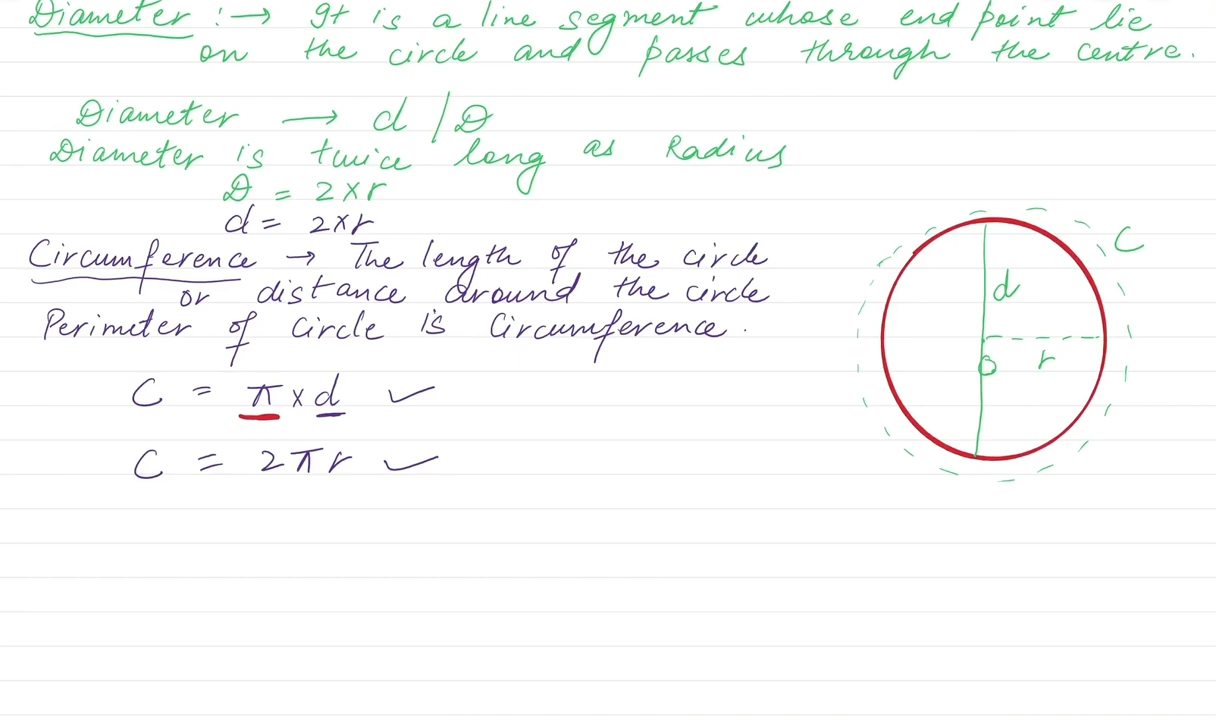 Diameter :→ It is a line segment whose end point lie
on the circle and passes through the centre.
Diameter → d / D
Diameter is twice long as Radius
D = 2 x r
d = 2 x r
Circumference → The length of the circle
or distance around the circle
Perimeter of Circle is Circumference.
C = π x d ✓
C = 2πr ✓
C
d
O
r